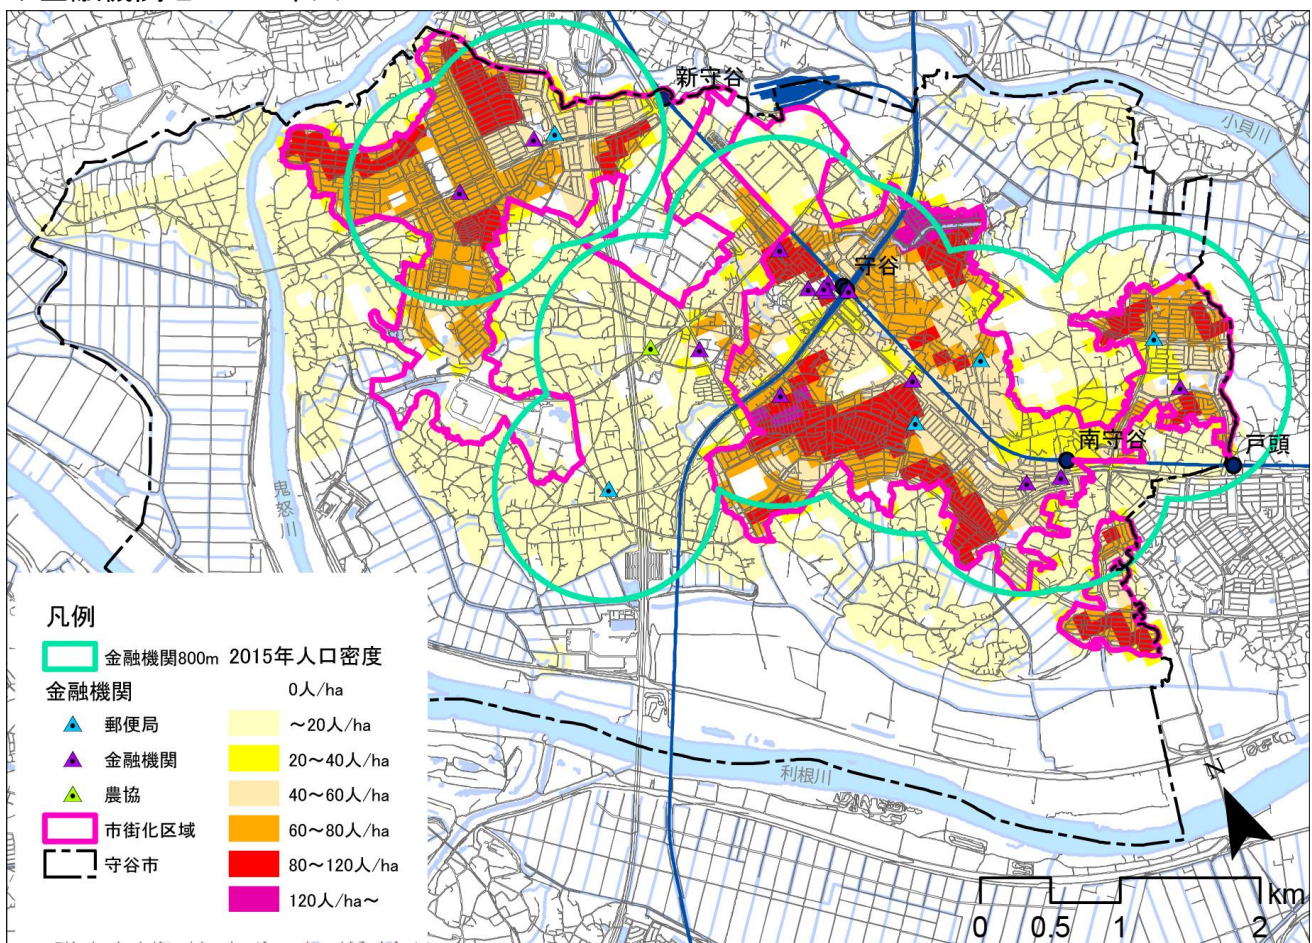 新守谷
小貝川
守谷
南守谷
戸頭
鬼怒川
利根川
N
凡例
金融機関800m
金融機関
郵便局
金融機関
農協
市街化区域
守谷市
2015年人口密度
0人/ha
～20人/ha
20～40人/ha
40～60人/ha
60～80人/ha
80～120人/ha
120人/ha～
km
0 0.5 1 2